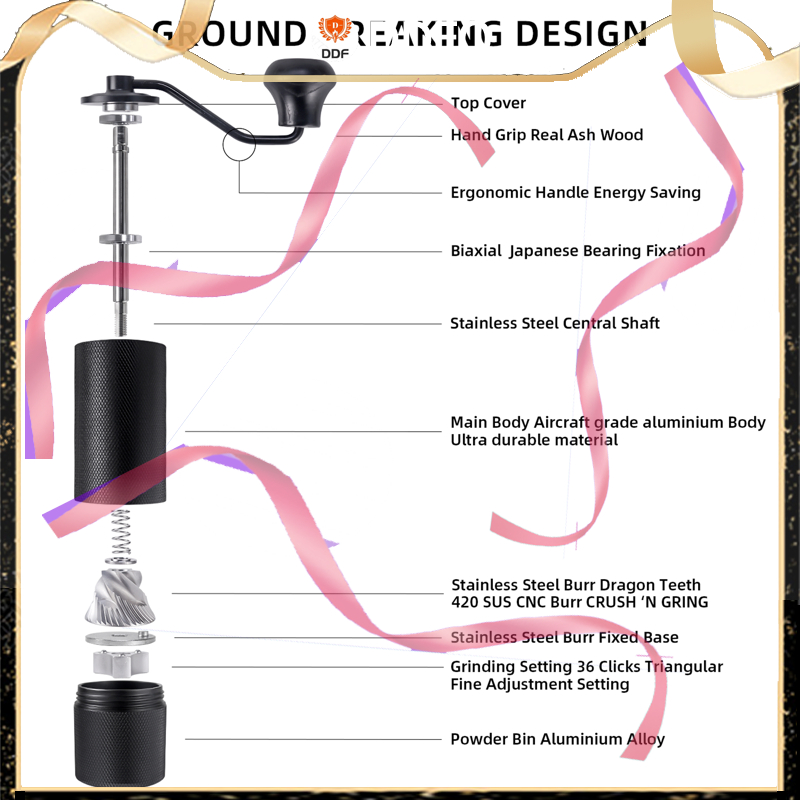 GROUND BREAKING DESIGN
D
DDF
Top Cover
Hand Grip Real Ash Wood
Ergonomic Handle Energy Saving
Biaxial Japanese Bearing Fixation
Stainless Steel Central Shaft
Main Body Aircraft grade aluminium Body
Ultra durable material
Stainless Steel Burr Dragon Teeth
420 SUS CNC Burr CRUSH ‘N GRING
Stainless Steel Burr Fixed Base
Grinding Setting 36 Clicks Triangular
Fine Adjustment Setting
Powder Bin Aluminium Alloy